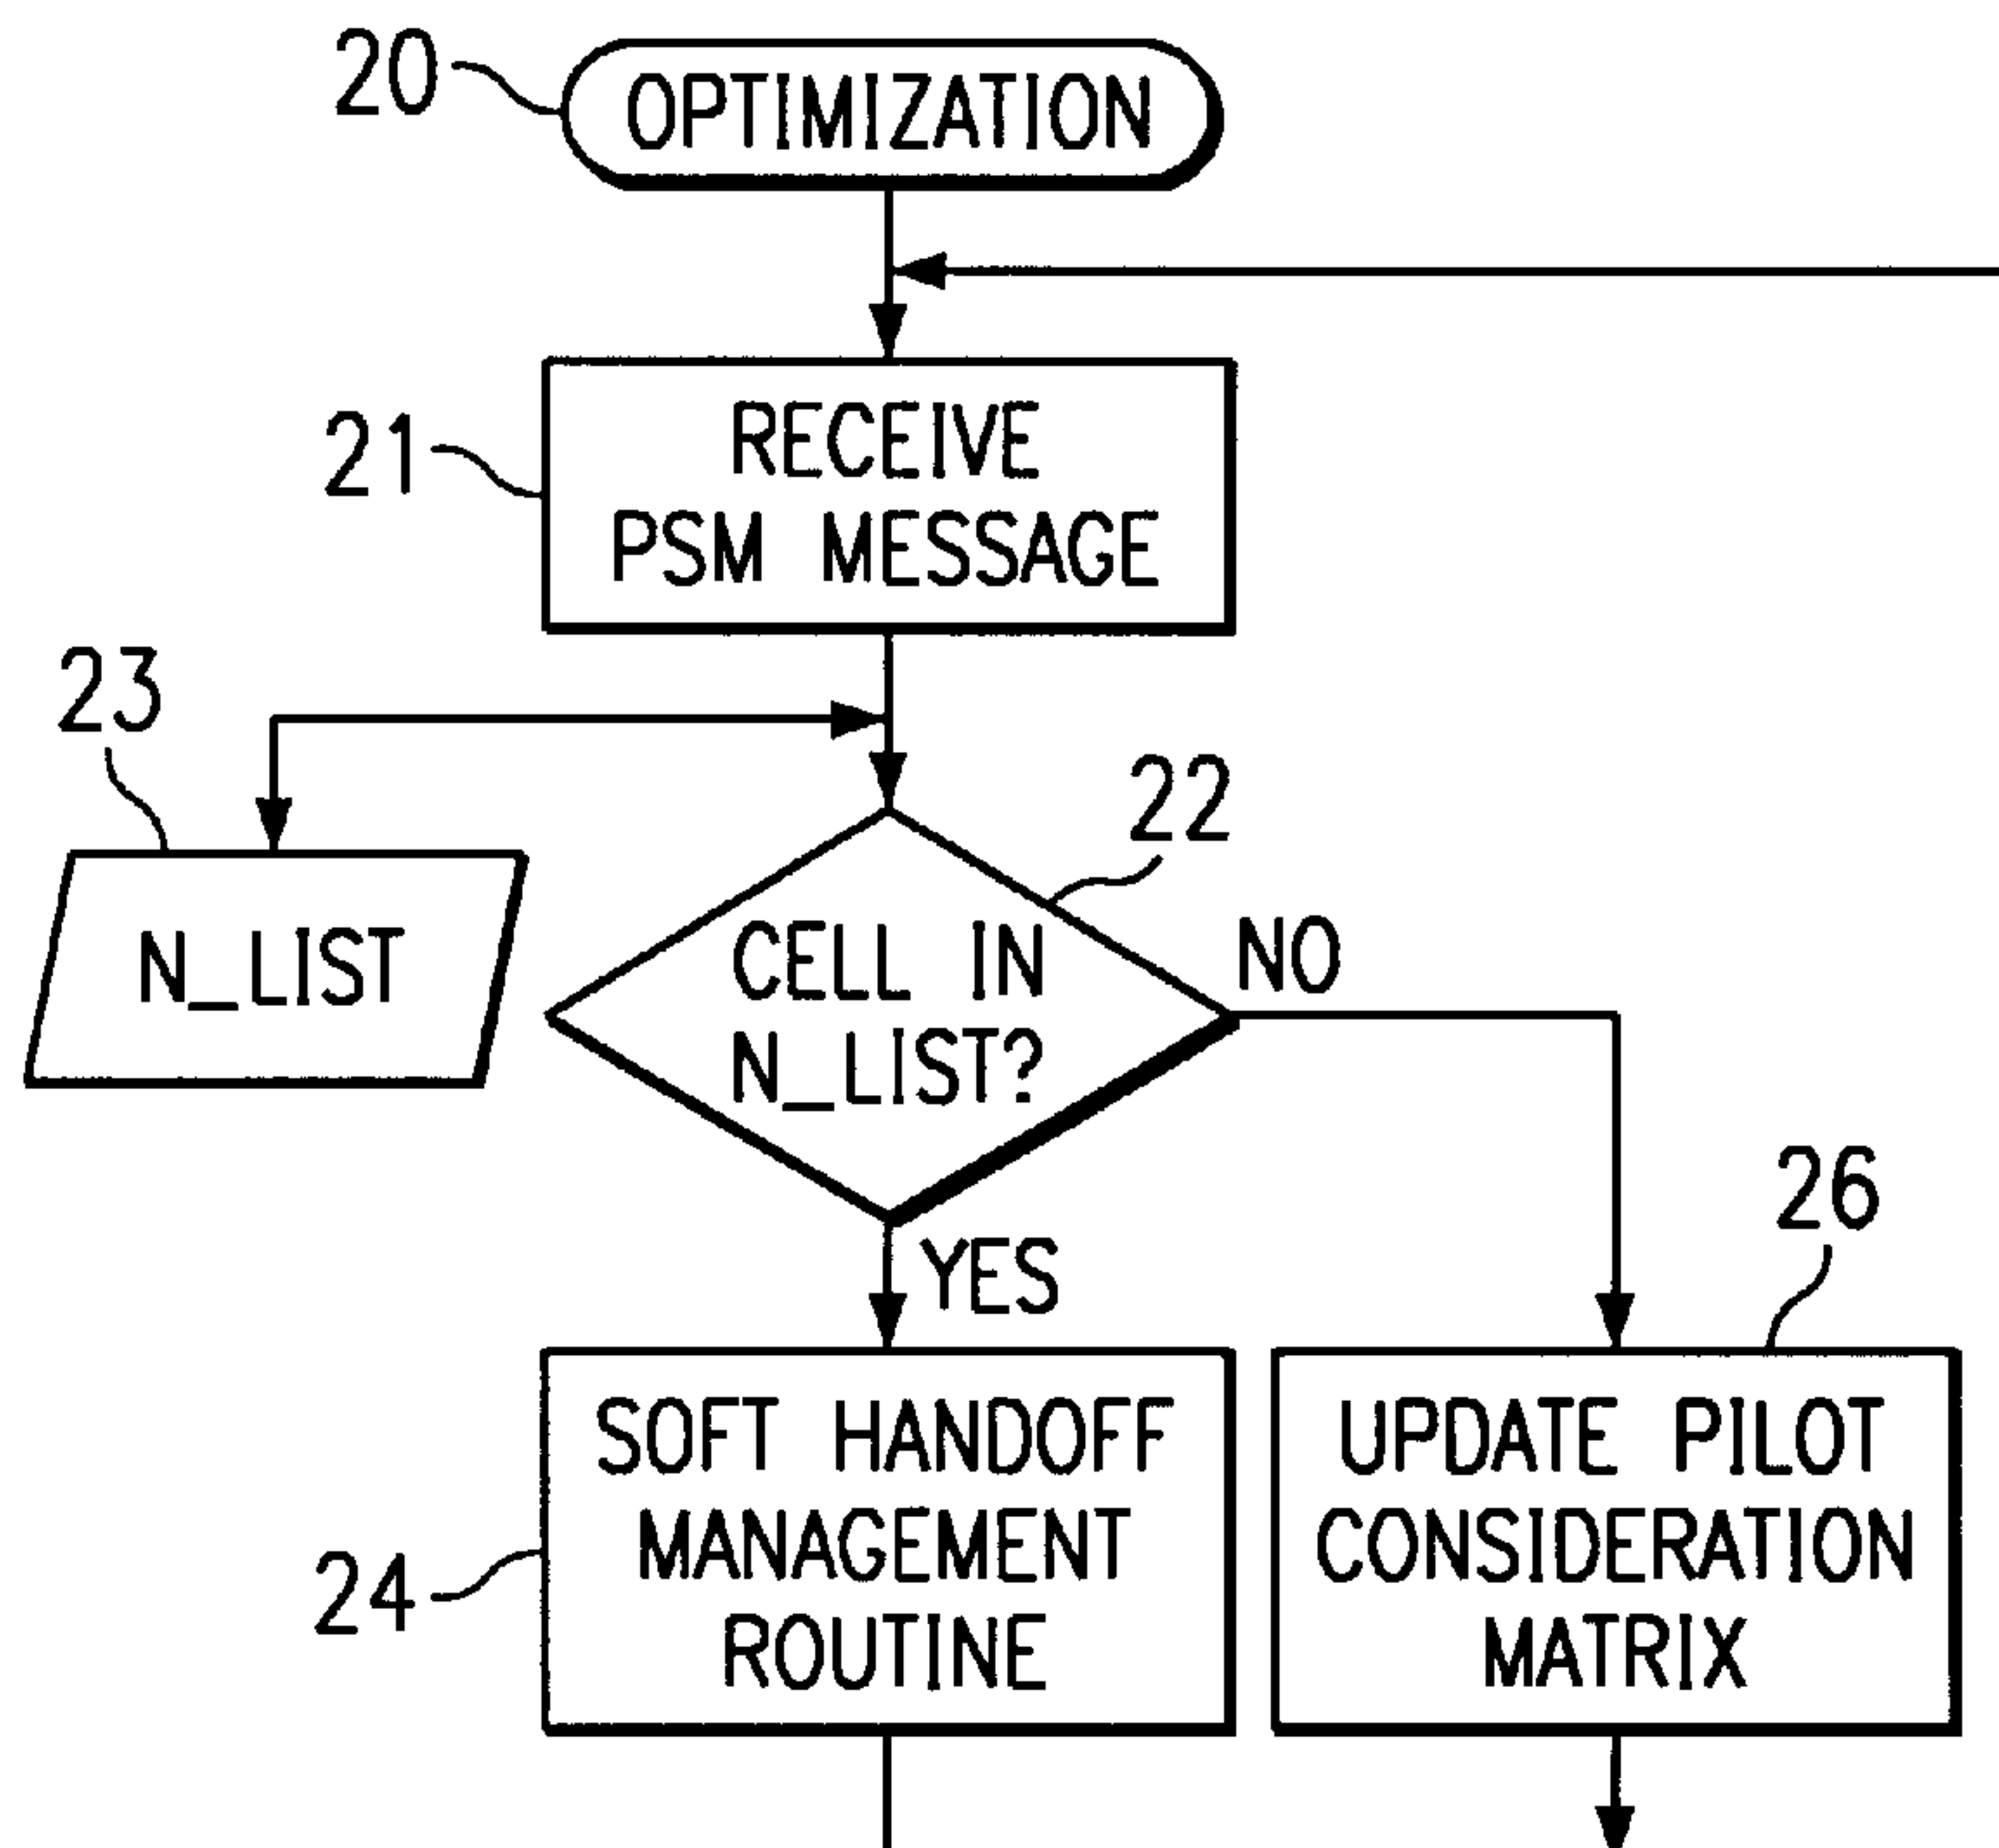 20
OPTIMIZATION
21
RECEIVE
PSM MESSAGE
23
22
N_LIST
CELL IN
N_LIST?
NO
YES
26
24
SOFT HANDOFF
MANAGEMENT
ROUTINE
UPDATE PILOT
CONSIDERATION
MATRIX